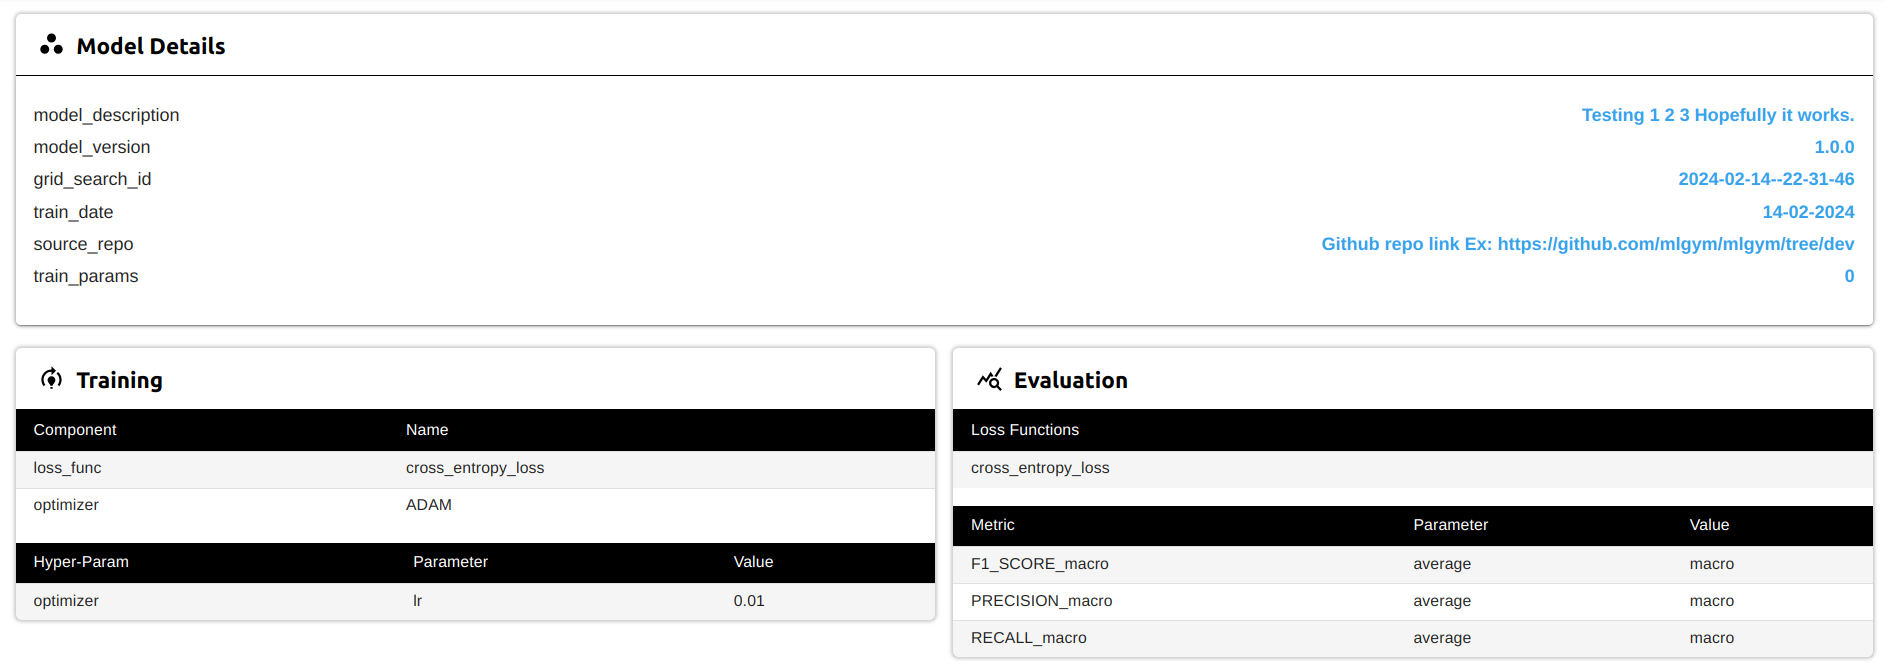 Model Details
model_description Testing 1 2 3 Hopefully it works.
model_version 1.0.0
grid_search_id 2024-02-14--22-31-46
train_date 14-02-2024
source_repo Github repo link Ex: https://github.com/mlgym/mlgym/tree/dev
train_params 0
Training
Component Name
loss_func cross_entropy_loss
optimizer ADAM
Hyper-Param Parameter Value
optimizer lr 0.01
Evaluation
Loss Functions
cross_entropy_loss
Metric Parameter Value
F1_SCORE_macro average macro
PRECISION_macro average macro
RECALL_macro average macro